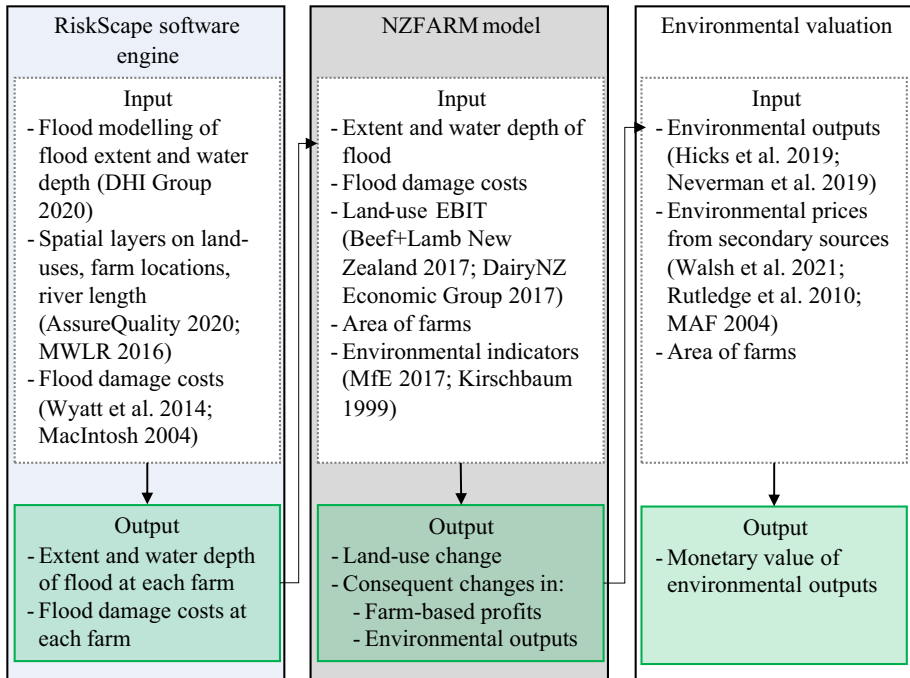 RiskScape software
engine
Input
- Flood modelling of
flood extent and water
depth (DHI Group
2020)
- Spatial layers on land-
uses, farm locations,
river length
(AssureQuality 2020;
MWLR 2016)
- Flood damage costs
(Wyatt et al. 2014;
MacIntosh 2004)
Output
- Extent and water depth
of flood at each farm
- Flood damage costs at
each farm
NZFARM model
Input
- Extent and water depth of
flood
- Flood damage costs
- Land-use EBIT
(Beef+Lamb New
Zealand 2017; DairyNZ
Economic Group 2017)
- Area of farms
- Environmental indicators
(MfE 2017; Kirschbaum
1999)
Output
- Land-use change
- Consequent changes in:
- Farm-based profits
- Environmental outputs
Environmental valuation
Input
- Environmental outputs
(Hicks et al. 2019;
Neverman et al. 2019)
- Environmental prices
from secondary sources
(Walsh et al. 2021;
Rutledge et al. 2010;
MAF 2004)
- Area of farms
Output
- Monetary value of
environmental outputs